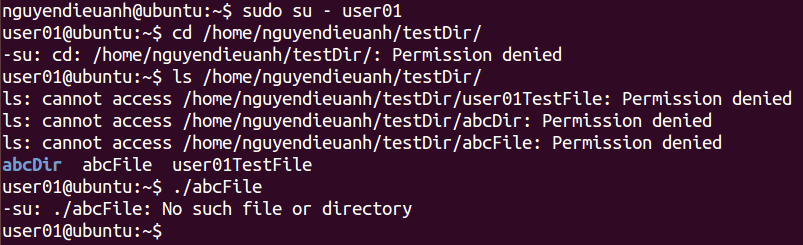 nguyendieuanh@ubuntu:~$ sudo su - user01
user01@ubuntu:~$ cd /home/nguyendieuanh/testDir/
-su: cd: /home/nguyendieuanh/testDir/: Permission denied
user01@ubuntu:~$ ls /home/nguyendieuanh/testDir/
ls: cannot access /home/nguyendieuanh/testDir/user01TestFile: Permission denied
ls: cannot access /home/nguyendieuanh/testDir/abcDir: Permission denied
ls: cannot access /home/nguyendieuanh/testDir/abcFile: Permission denied
abcDir  abcFile  user01TestFile
user01@ubuntu:~$ ./abcFile
-su: ./abcFile: No such file or directory
user01@ubuntu:~$